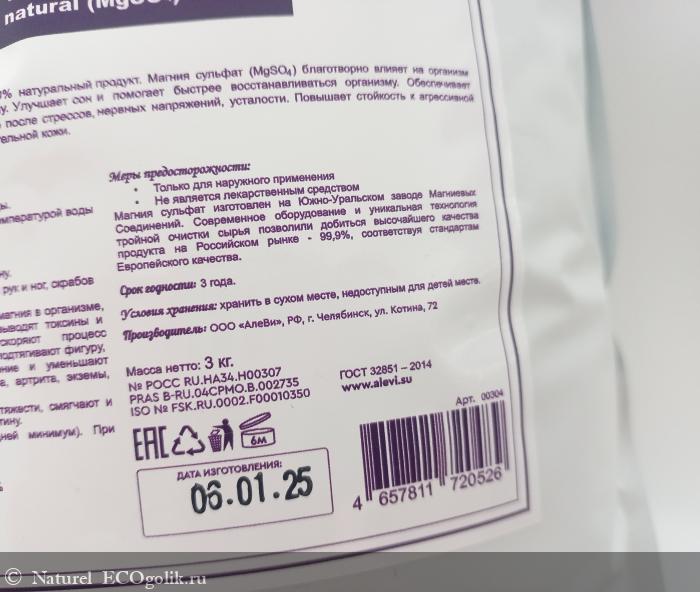 natural (MgSO₄)
% натуральный продукт. Магния сульфат (MgSO₄) благотворно влияет на организм
у. Улучшает сон и помогает быстрее восстанавливаться организму. Обеспечивает
после стрессов, нервных напряжений, усталости. Повышает стойкость к агрессивной
ельной кожи.
ы.
мпературой воды
ну.
рук и ног, скрабов
магния в организме,
выводят токсины и
скоряют процесс
подтягивают фигуру,
ние и уменьшают
а, артрита, экземы,
тяжести, смягчают и
тину.
ней минимум). При
Меры предосторожности:
• Только для наружного применения
• Не является лекарственным средством
Магния сульфат изготовлен на Южно-Уральском заводе Магниевых
Соединений. Современное оборудование и уникальная технология
тройной очистки сырья позволили добиться высочайшего качества
продукта на Российском рынке - 99,9%, соответствуя стандартам
Европейского качества.
Срок годности: 3 года.
Условия хранения: хранить в сухом месте, недоступным для детей месте.
Производитель: ООО «АлеВи», РФ, г. Челябинск, ул. Котина, 72
Масса нетто: 3 кг.
№ РОСС RU.НА34.Н00307
PRAS B-RU.04СРМО.В.002735
ISO № FSK.RU.0002.F00010350
ГОСТ 32851 – 2014
www.alevi.su
EAC
6М
ДАТА ИЗГОТОВЛЕНИЯ:
06.01.25
Арт. 00304
4 657811 720526
© Naturel ECOgolik.ru